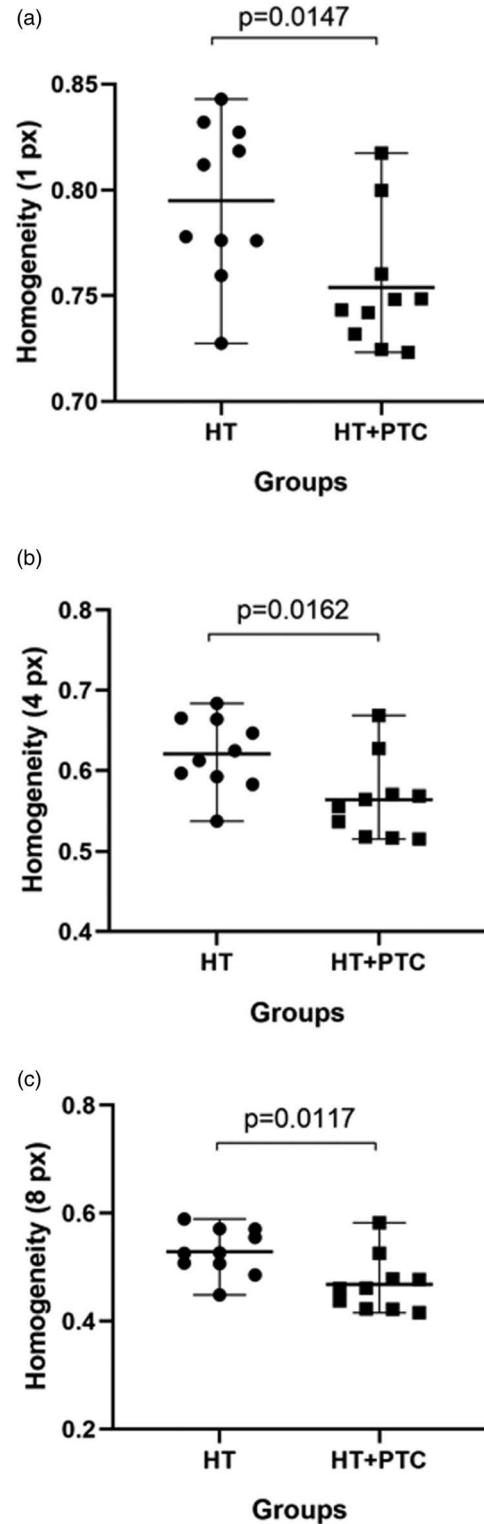 (a)
p=0.0147
Homogeneity (1 px)
0.85
0.80
0.75
0.70
HT
HT+PTC
Groups
(b)
p=0.0162
Homogeneity (4 px)
0.8
0.7
0.6
0.5
0.4
HT
HT+PTC
Groups
(c)
p=0.0117
Homogeneity (8 px)
0.8
0.6
0.4
0.2
HT
HT+PTC
Groups